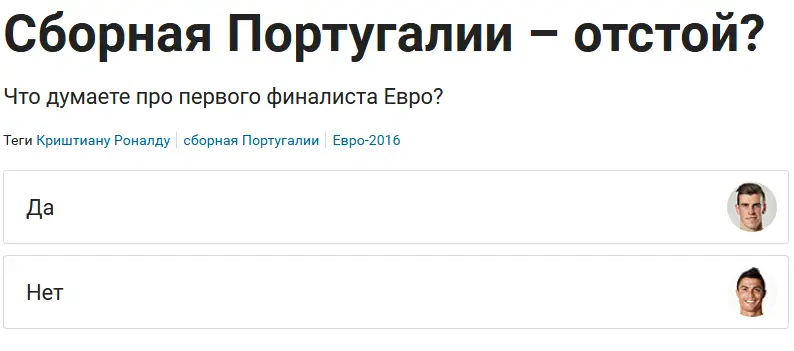 Сборная Португалии – отстой?
Что думаете про первого финалиста Евро?
Теги Криштиану Роналду сборная Португалии Евро-2016
Да
Нет